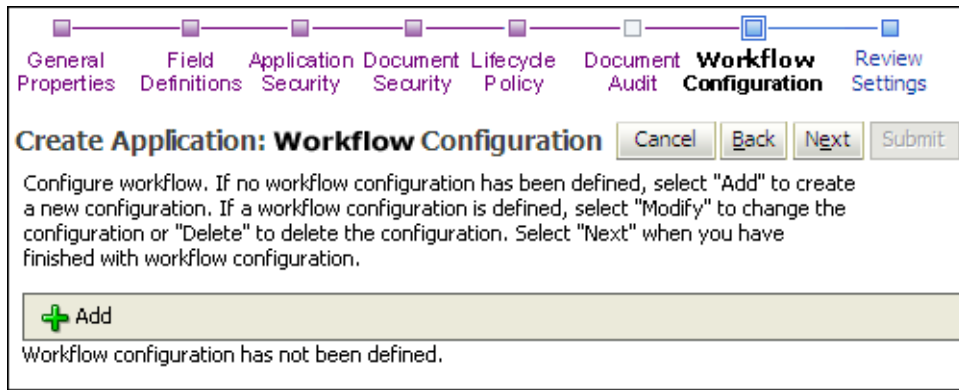 General Properties
Field Definitions
Application Security
Document Security
Lifecycle Policy
Document Audit
Workflow Configuration
Review Settings
Create Application: Workflow Configuration
Cancel
Back
Next
Submit
Configure workflow. If no workflow configuration has been defined, select "Add" to create
a new configuration. If a workflow configuration is defined, select "Modify" to change the
configuration or "Delete" to delete the configuration. Select "Next" when you have
finished with workflow configuration.
Add
Workflow configuration has not been defined.